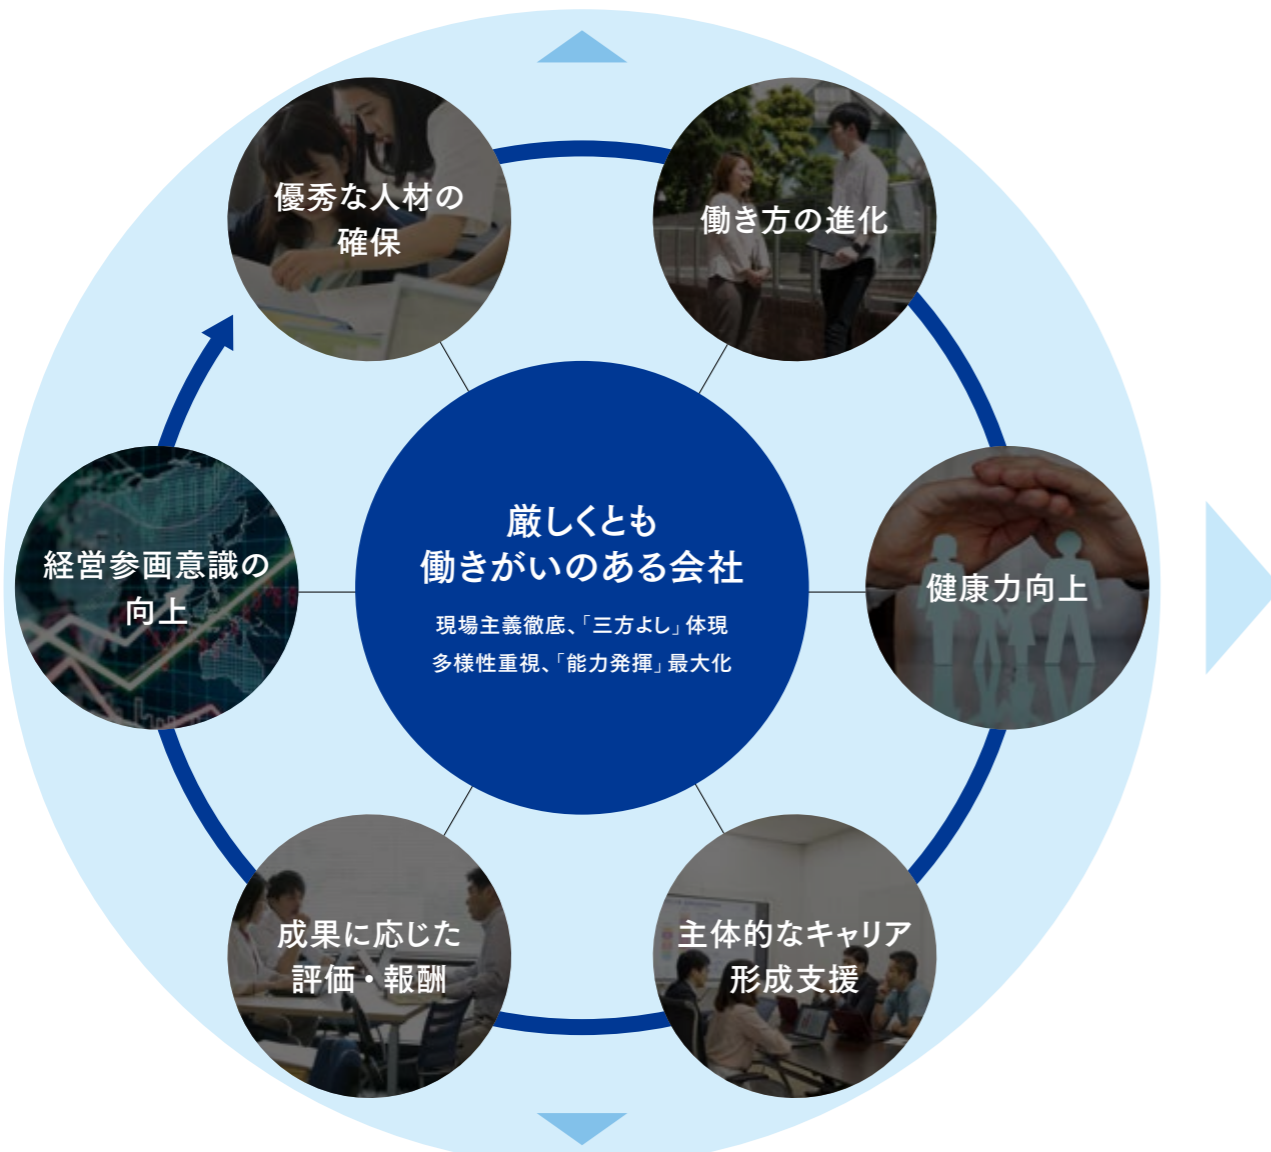 優秀な人材の
確保
働き方の進化
厳しくとも
働きがいのある会社
現場主義徹底、「三方よし」体現
多様性重視、「能力発揮」最大化
経営参画意識の
向上
健康力向上
成果に応じた
評価・報酬
主体的なキャリア
形成支援